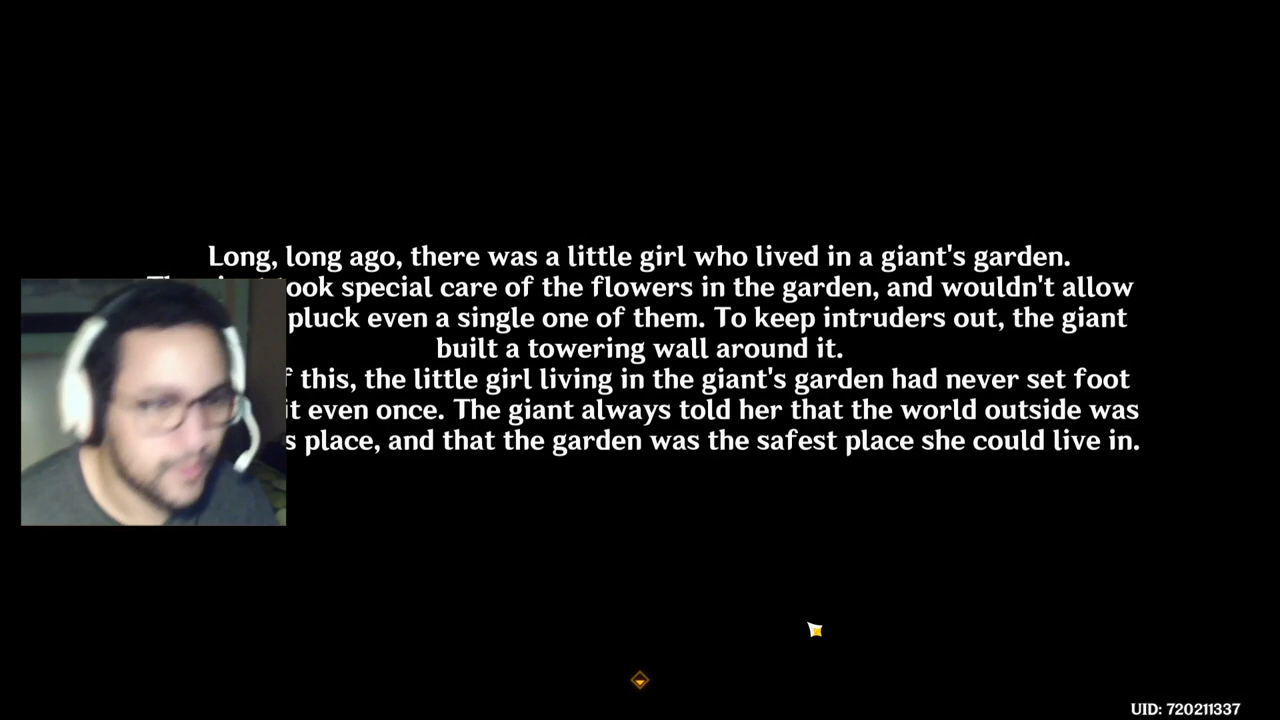 Long, long ago, there was a little girl who lived in a giant's garden.
took special care of the flowers in the garden, and wouldn't allow
pluck even a single one of them. To keep intruders out, the giant
built a towering wall around it.
this, the little girl living in the giant's garden had never set foot
it even once. The giant always told her that the world outside was
place, and that the garden was the safest place she could live in.
UID: 720211337